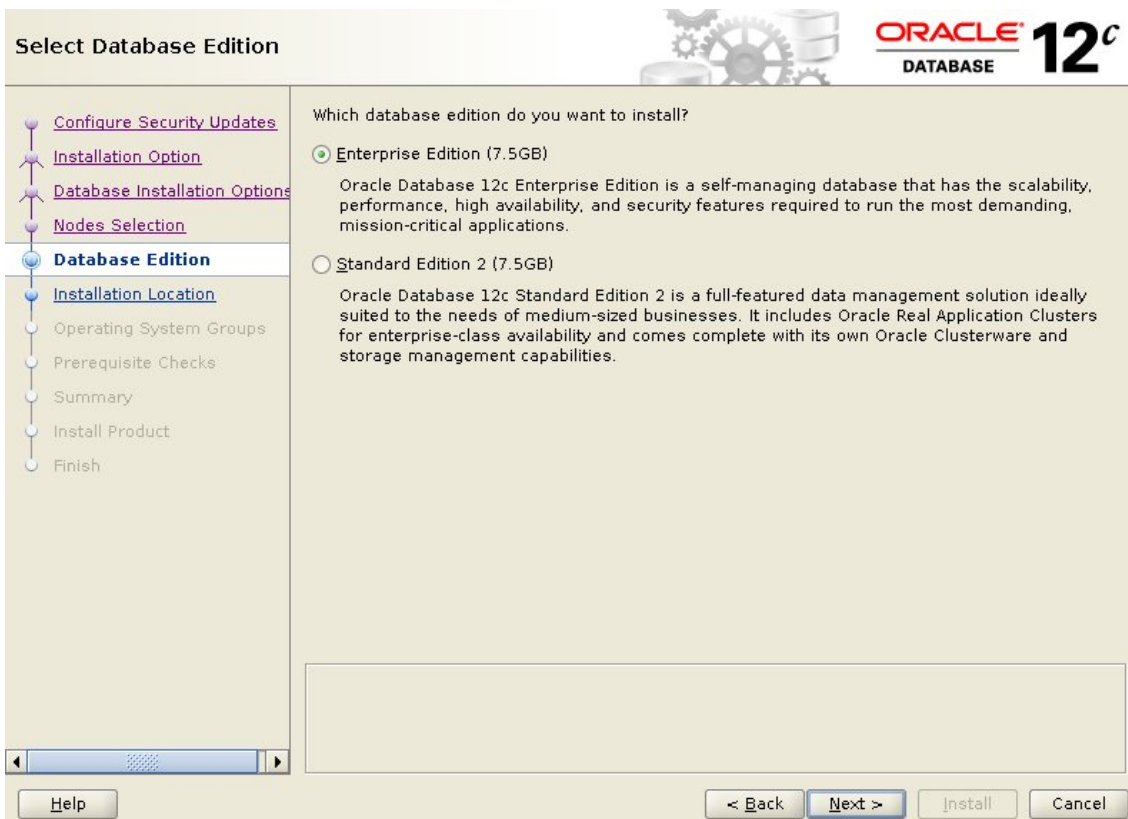 Select Database Edition
ORACLE®
DATABASE
12c
Configure Security Updates
Installation Option
Database Installation Options
Nodes Selection
Database Edition
Installation Location
Operating System Groups
Prerequisite Checks
Summary
Install Product
Finish
Which database edition do you want to install?
Enterprise Edition (7.5GB)
Oracle Database 12c Enterprise Edition is a self-managing database that has the scalability,
performance, high availability, and security features required to run the most demanding,
mission-critical applications.
Standard Edition 2 (7.5GB)
Oracle Database 12c Standard Edition 2 is a full-featured data management solution ideally
suited to the needs of medium-sized businesses. It includes Oracle Real Application Clusters
for enterprise-class availability and comes complete with its own Oracle Clusterware and
storage management capabilities.
Help
< Back
Next >
Install
Cancel